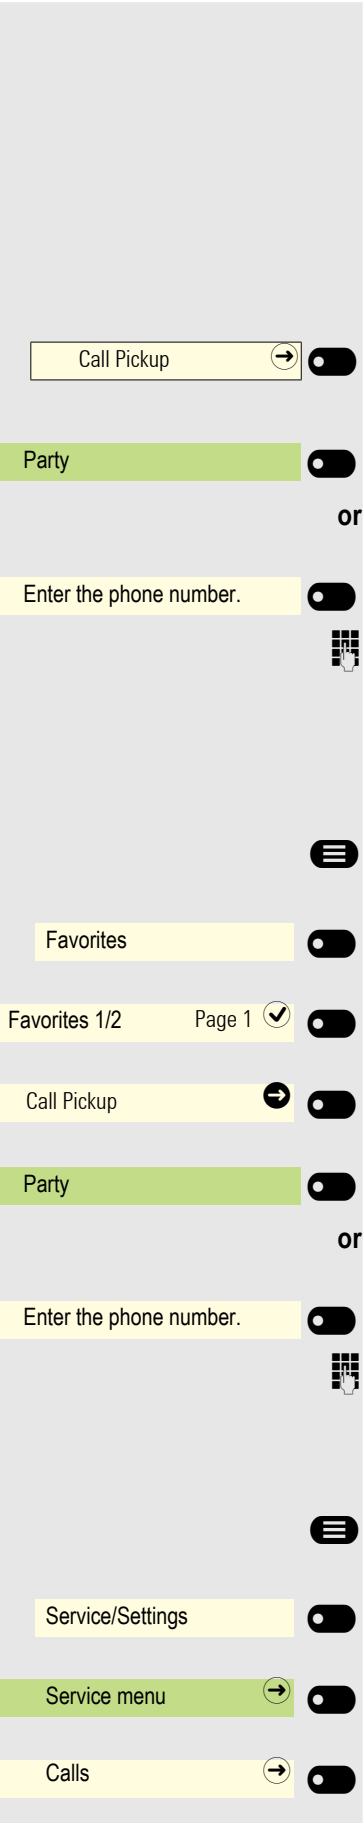 Call Pickup
Party
or
Enter the phone number.
Favorites
Favorites 1/2 Page 1
Call Pickup
Party
or
Enter the phone number.
Service/Settings
Service menu
Calls